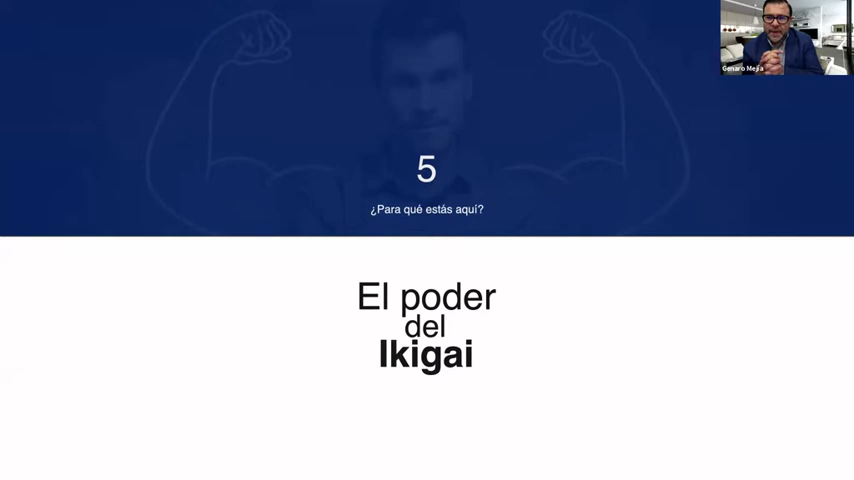 Genaro Mejía
5
¿Para qué estás aquí?
El poder
del
Ikigai